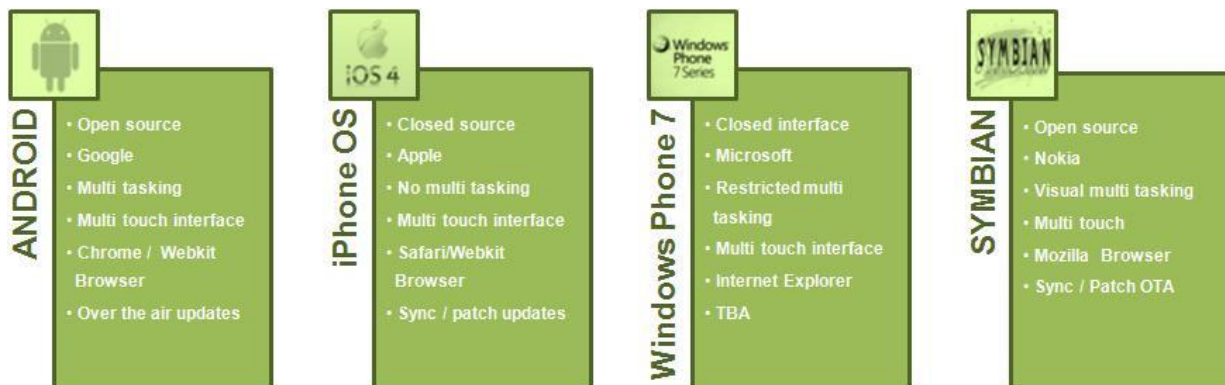 ANDROID
• Open source
• Google
• Multi tasking
• Multi touch interface
• Chrome / Webkit
Browser
• Over the air updates
iOS 4
iPhone OS
• Closed source
• Apple
• No multi tasking
• Multi touch interface
• Safari/Webkit
Browser
• Sync / patch updates
Windows
Phone
7 Series
Windows Phone 7
• Closed interface
• Microsoft
• Restricted multi
tasking
• Multi touch interface
• Internet Explorer
• TBA
SYMBIAN
SYMBIAN
• Open source
• Nokia
• Visual multi tasking
• Multi touch
• Mozilla Browser
• Sync / Patch OTA